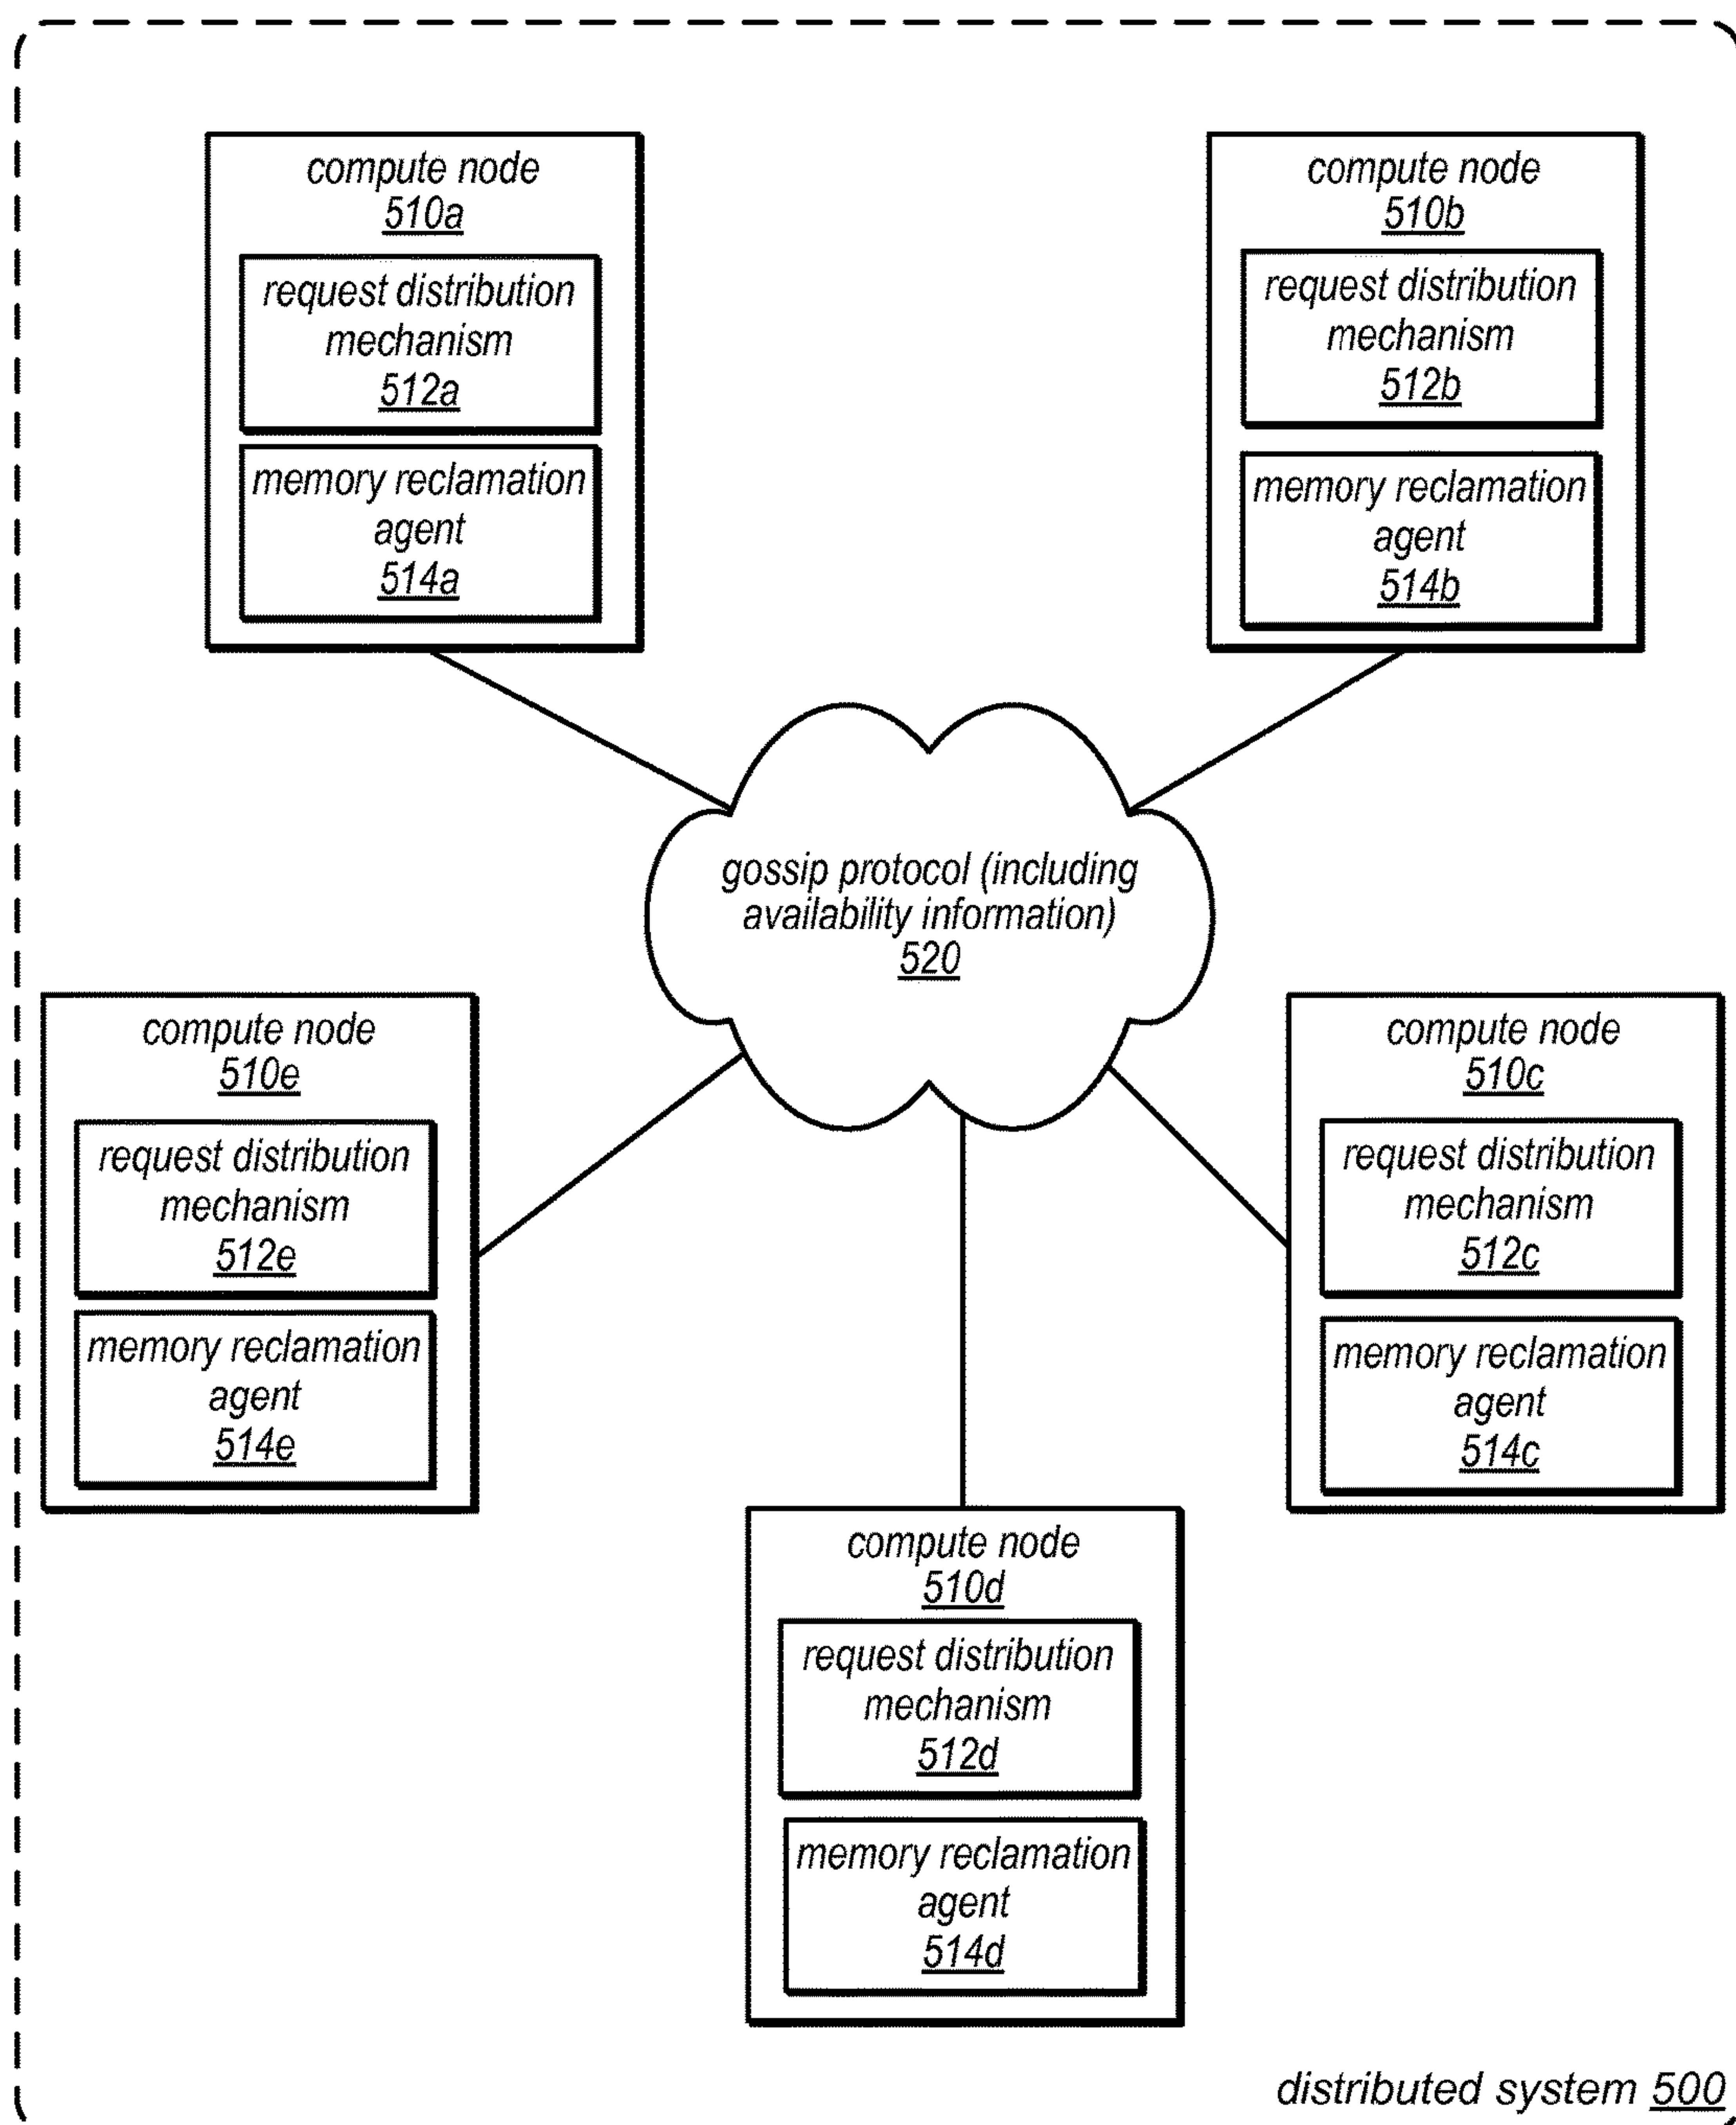 compute node
510a
request distribution
mechanism
512a
memory reclamation
agent
514a
compute node
510b
request distribution
mechanism
512b
memory reclamation
agent
514b
gossip protocol (including
availability information)
520
compute node
510e
request distribution
mechanism
512e
memory reclamation
agent
514e
compute node
510c
request distribution
mechanism
512c
memory reclamation
agent
514c
compute node
510d
request distribution
mechanism
512d
memory reclamation
agent
514d
distributed system 500